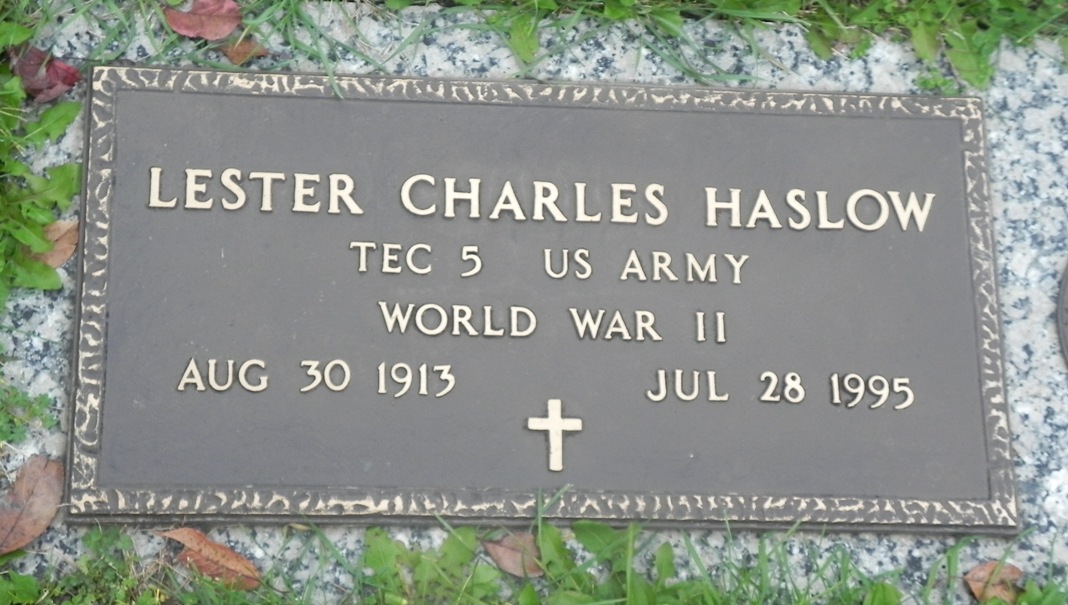 LESTER CHARLES HASLOW
TEC 5 US ARMY
WORLD WAR II
AUG 30 1913 JUL 28 1995